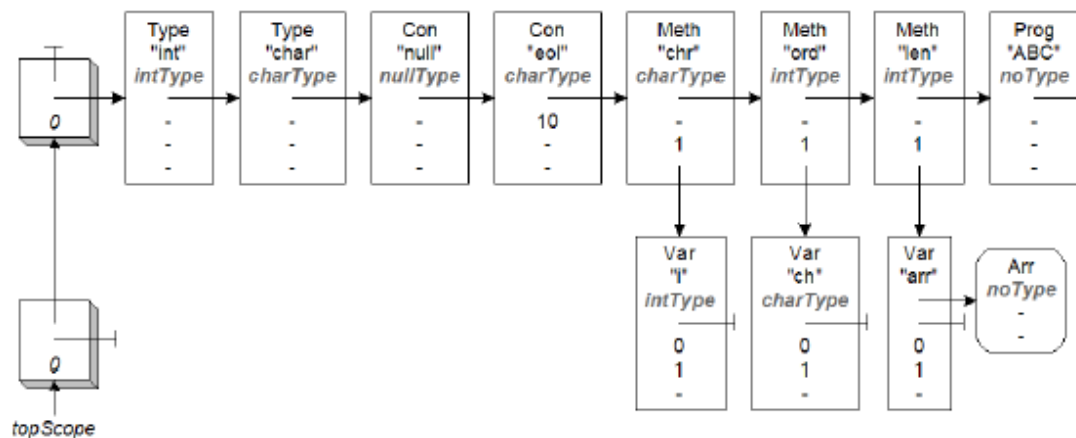 Type
"int"
intType
-
-
-
Type
"char"
charType
-
-
-
Con
"null"
nullType
-
-
-
Con
"eol"
charType
10
-
-
Meth
"chr"
charType
-
1
Meth
"ord"
intType
-
1
Meth
"len"
intType
-
1
Prog
"ABC"
noType
-
-
-
0
Var
"i"
intType
0
1
-
Var
"ch"
charType
0
1
-
Var
"arr"
0
1
-
Arr
noType
-
-
0
topScope